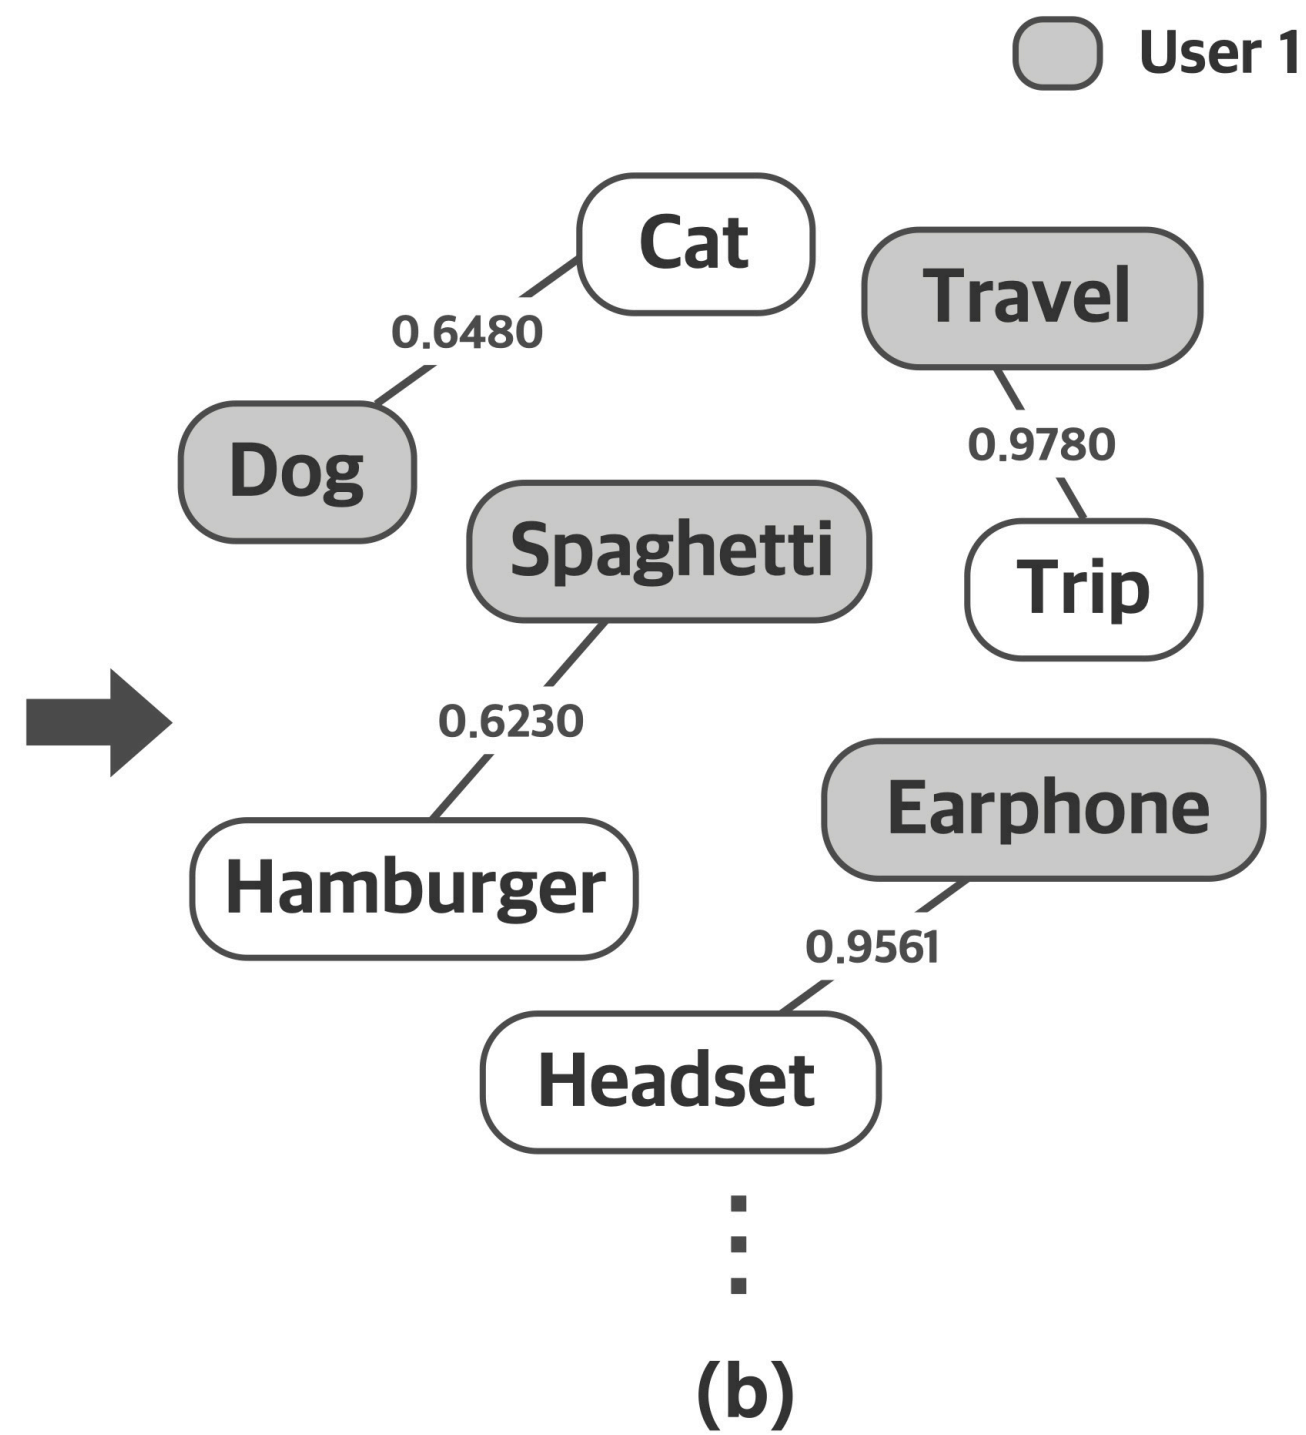 User 1
Cat
Travel
0.6480
0.9780
Dog
Spaghetti
Trip
0.6230
Earphone
Hamburger
0.9561
Headset
(b)